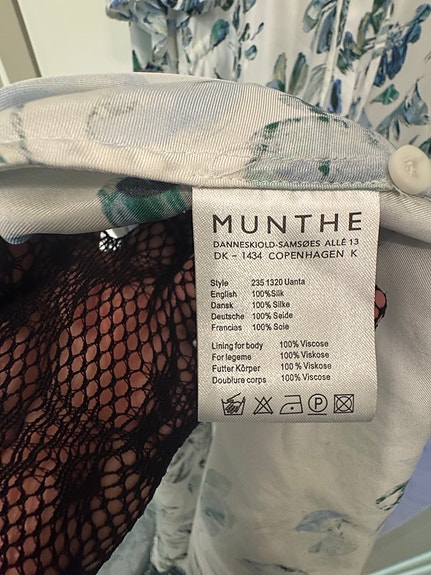 MUNTHE
DANNESKIOLD-SAMSØES ALLÉ 13
DK - 1434 COPENHAGEN K
Style 235 1320 Uanta
English 100%Silk
Dansk 100% Silke
Deutsche 100% Seide
Francias 100% Soie
Lining for body 100% Viscose
For legeme 100% Viskose
Futter Körper 100 % Viskose
Doublure corps 100% Viscose
P